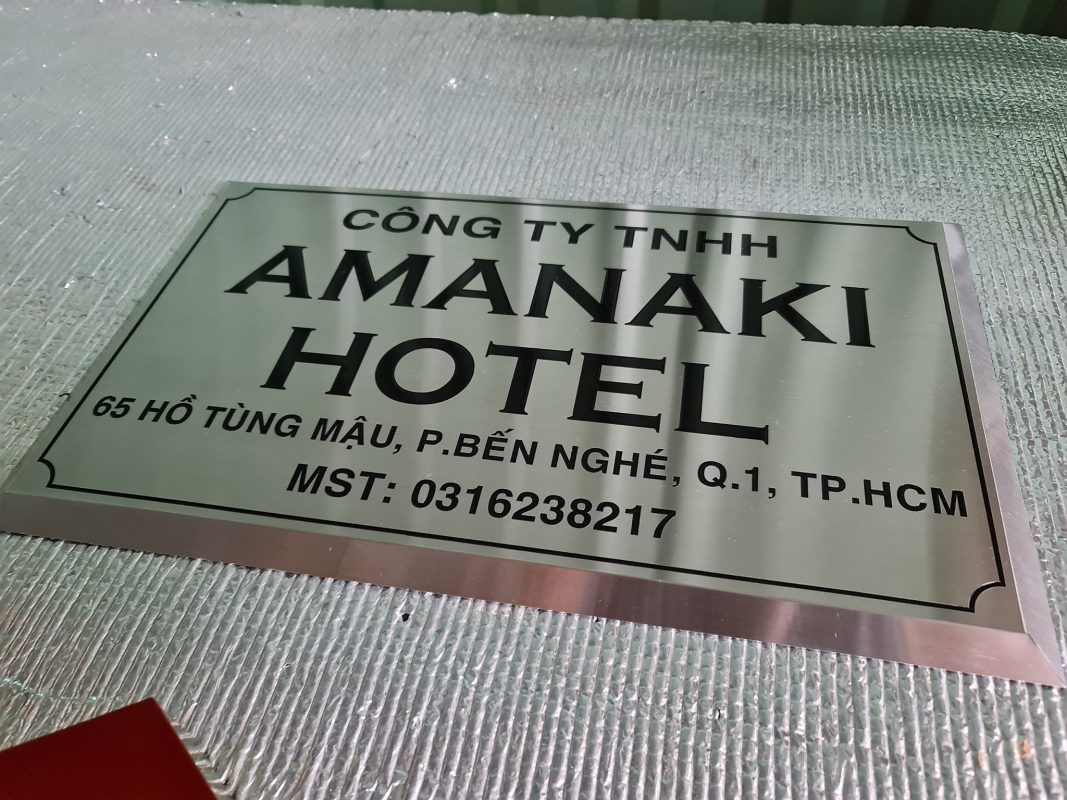 CÔNG TY TNHH
AMANAKI
HOTEL
65 HỒ TÙNG MẬU, P.BẾN NGHÉ, Q.1, TP.HCM
MST: 0316238217